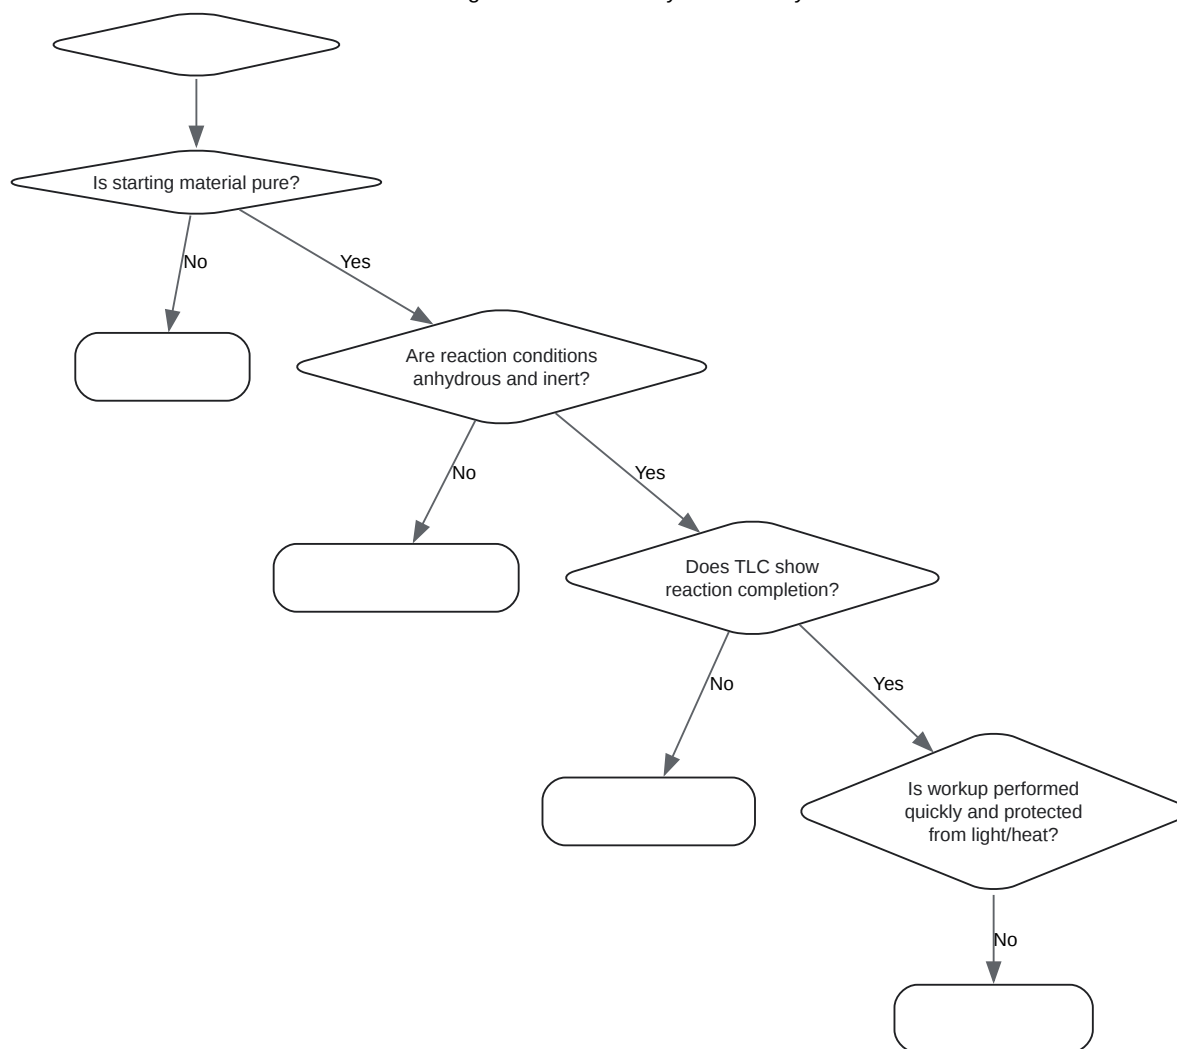 Is starting material pure?
No
Yes
Are reaction conditions
anhydrous and inert?
No
Yes
Does TLC show
reaction completion?
No
Yes
Is workup performed
quickly and protected
from light/heat?
No